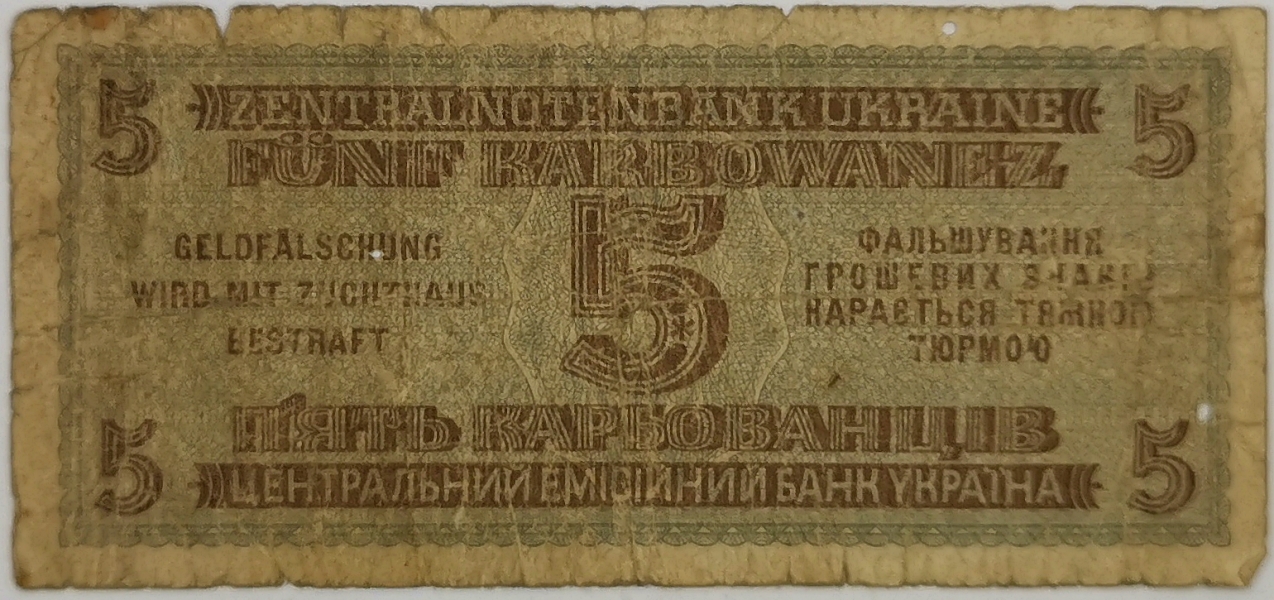 5 ZENTRALNOTENBANK UKRAINE 5
FÜNF KARBOWANEZ
5
GELDFÄLSCHUNG
WIRD MIT ZUCHTHAUS
BESTRAFT
ФАЛЬШУВАННЯ
ГРОШЕВИХ ЗНАКІВ
КАРАЄТЬСЯ ТЯЖКОЮ
ТЮРМОЮ
П'ЯТЬ КАРБОВАНЦІВ
5 ЦЕНТРАЛЬНИЙ ЕМІСІЙНИЙ БАНК УКРАЇНА 5